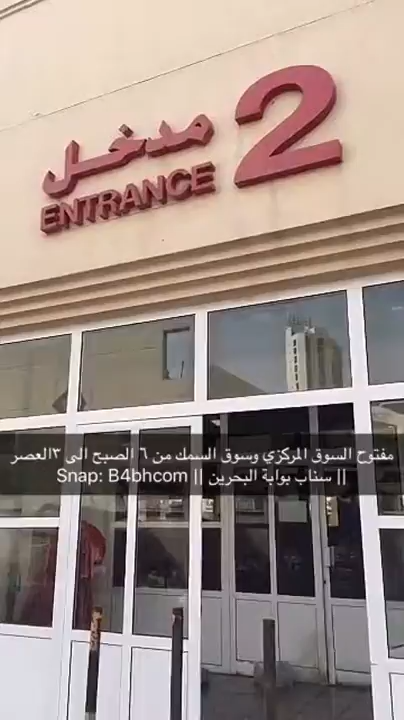 مدخل 2
ENTRANCE
مفتوح السوق المركزي وسوق السمك من ٦ الصبح الى ٣العصر
|| سناب بوابة البحرين || Snap: B4bhcom